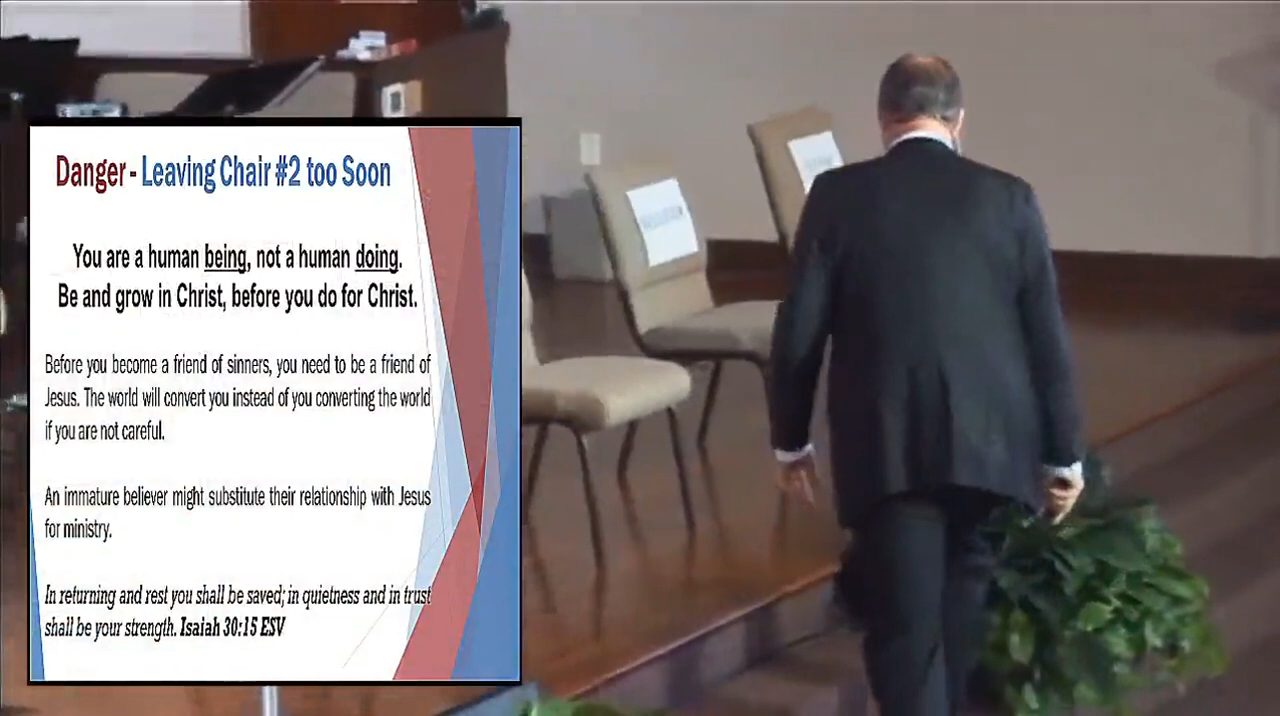 Danger - Leaving Chair #2 too Soon
You are a human being, not a human doing.
Be and grow in Christ, before you do for Christ.
Before you become a friend of sinners, you need to be a friend of
Jesus. The world will convert you instead of you converting the world
if you are not careful.
An immature believer might substitute their relationship with Jesus
for ministry.
In returning and rest you shall be saved; in quietness and in trust
shall be your strength. Isaiah 30:15 ESV